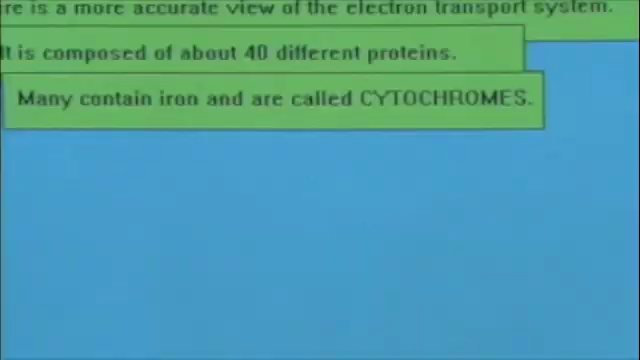 re is a more accurate view of the electron transport system.
It is composed of about 40 different proteins.
Many contain iron and are called CYTOCHROMES.